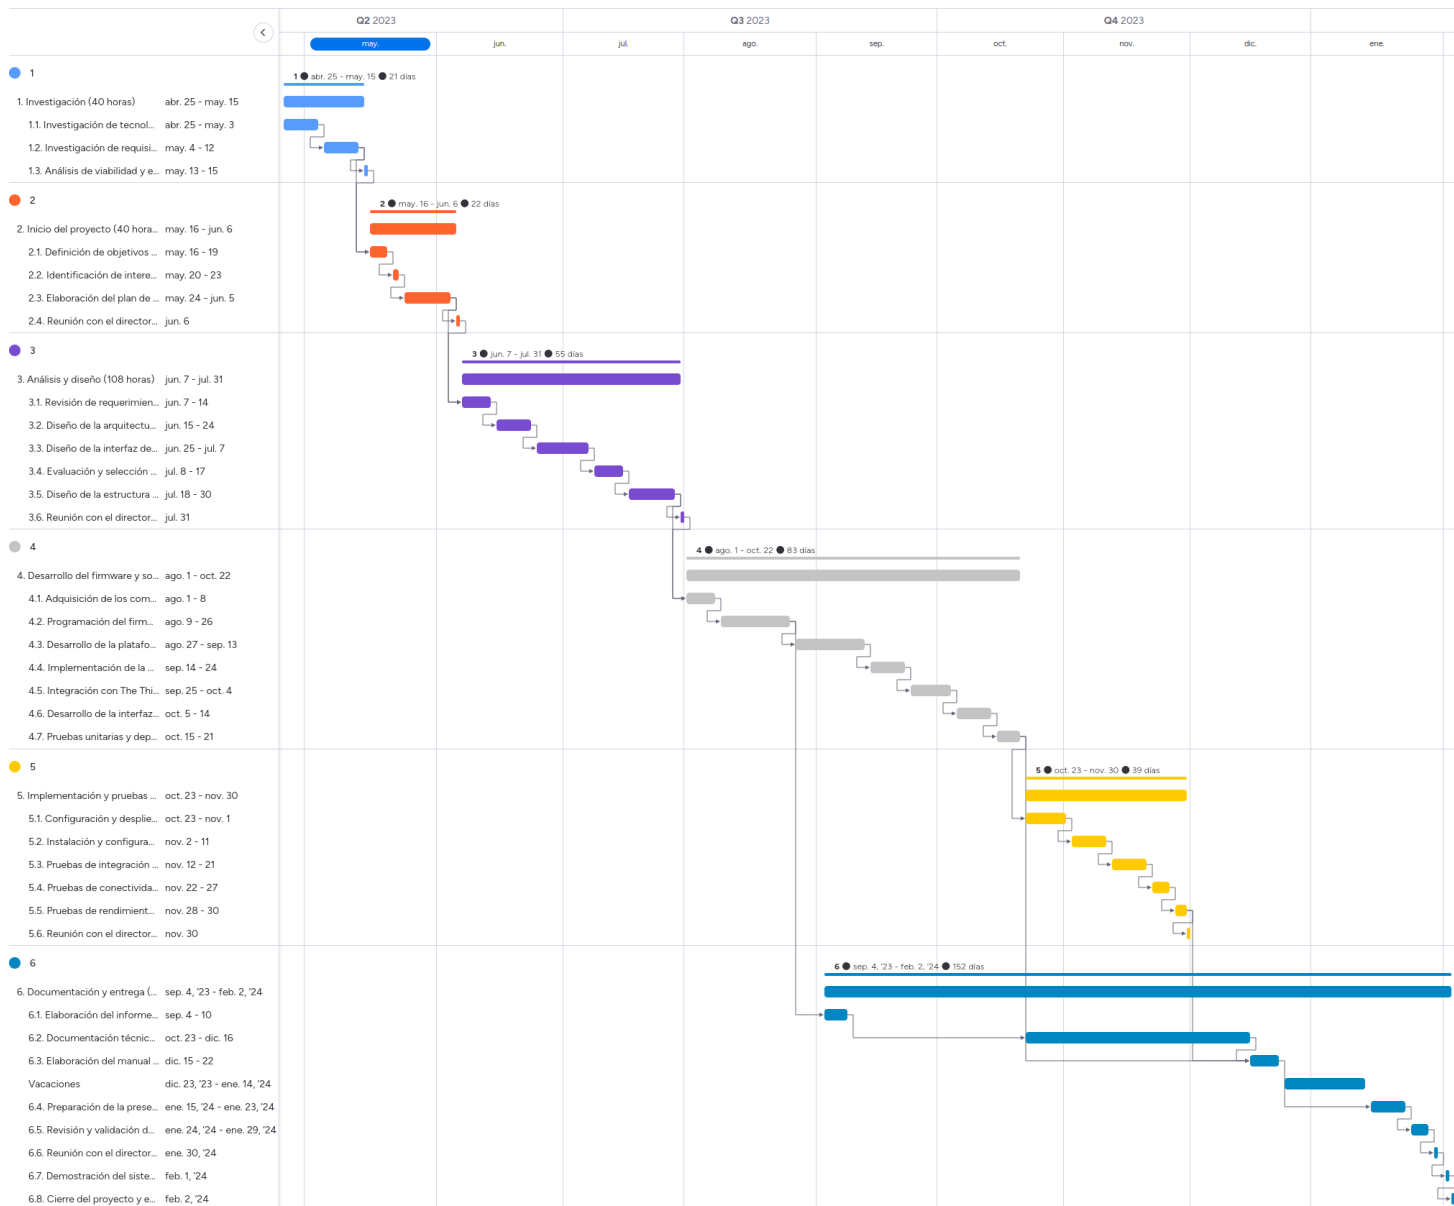 Q2 2023 Q3 2023 Q4 2023
may. jun. jul. ago. sep. oct. nov. dic. ene.
1
1 ● abr. 25 - may. 15 ● 21 días
1. Investigación (40 horas) abr. 25 - may. 15
1.1. Investigación de tecnol... abr. 25 - may. 3
1.2. Investigación de requisi... may. 4 - 12
1.3. Análisis de viabilidad y e... may. 13 - 15
2
2 ● may. 16 - jun. 6 ● 22 días
2. Inicio del proyecto (40 hora... may. 16 - jun. 6
2.1. Definición de objetivos ... may. 16 - 19
2.2. Identificación de intere... may. 20 - 23
2.3. Elaboración del plan de ... may. 24 - jun. 5
2.4. Reunión con el director... jun. 6
3
3 ● jun. 7 - jul. 31 ● 55 días
3. Análisis y diseño (108 horas) jun. 7 - jul. 31
3.1. Revisión de requerimien... jun. 7 - 14
3.2. Diseño de la arquitectu... jun. 15 - 24
3.3. Diseño de la interfaz de... jun. 25 - jul. 7
3.4. Evaluación y selección ... jul. 8 - 17
3.5. Diseño de la estructura ... jul. 18 - 30
3.6. Reunión con el director... jul. 31
4
4 ● ago. 1 - oct. 22 ● 83 días
4. Desarrollo del firmware y so... ago. 1 - oct. 22
4.1. Adquisición de los com... ago. 1 - 8
4.2. Programación del firm... ago. 9 - 26
4.3. Desarrollo de la platafo... ago. 27 - sep. 13
4.4. Implementación de la ... sep. 14 - 24
4.5. Integración con The Thi... sep. 25 - oct. 4
4.6. Desarrollo de la interfaz... oct. 5 - 14
4.7. Pruebas unitarias y dep... oct. 15 - 21
5
5 ● oct. 23 - nov. 30 ● 39 días
5. Implementación y pruebas ... oct. 23 - nov. 30
5.1. Configuración y desplie... oct. 23 - nov. 1
5.2. Instalación y configura... nov. 2 - 11
5.3. Pruebas de integración ... nov. 12 - 21
5.4. Pruebas de conectivida... nov. 22 - 27
5.5. Pruebas de rendimient... nov. 28 - 30
5.6. Reunión con el director... nov. 30
6
6 ● sep. 4, '23 - feb. 2, '24 ● 152 días
6. Documentación y entrega (... sep. 4, '23 - feb. 2, '24
6.1. Elaboración del informe... sep. 4 - 10
6.2. Documentación técnic... oct. 23 - dic. 16
6.3. Elaboración del manual ... dic. 15 - 22
Vacaciones dic. 23, '23 - ene. 14, '24
6.4. Preparación de la prese... ene. 15, '24 - ene. 23, '24
6.5. Revisión y validación d... ene. 24, '24 - ene. 29, '24
6.6. Reunión con el director... ene. 30, '24
6.7. Demostración del siste... feb. 1, '24
6.8. Cierre del proyecto y e... feb. 2, '24